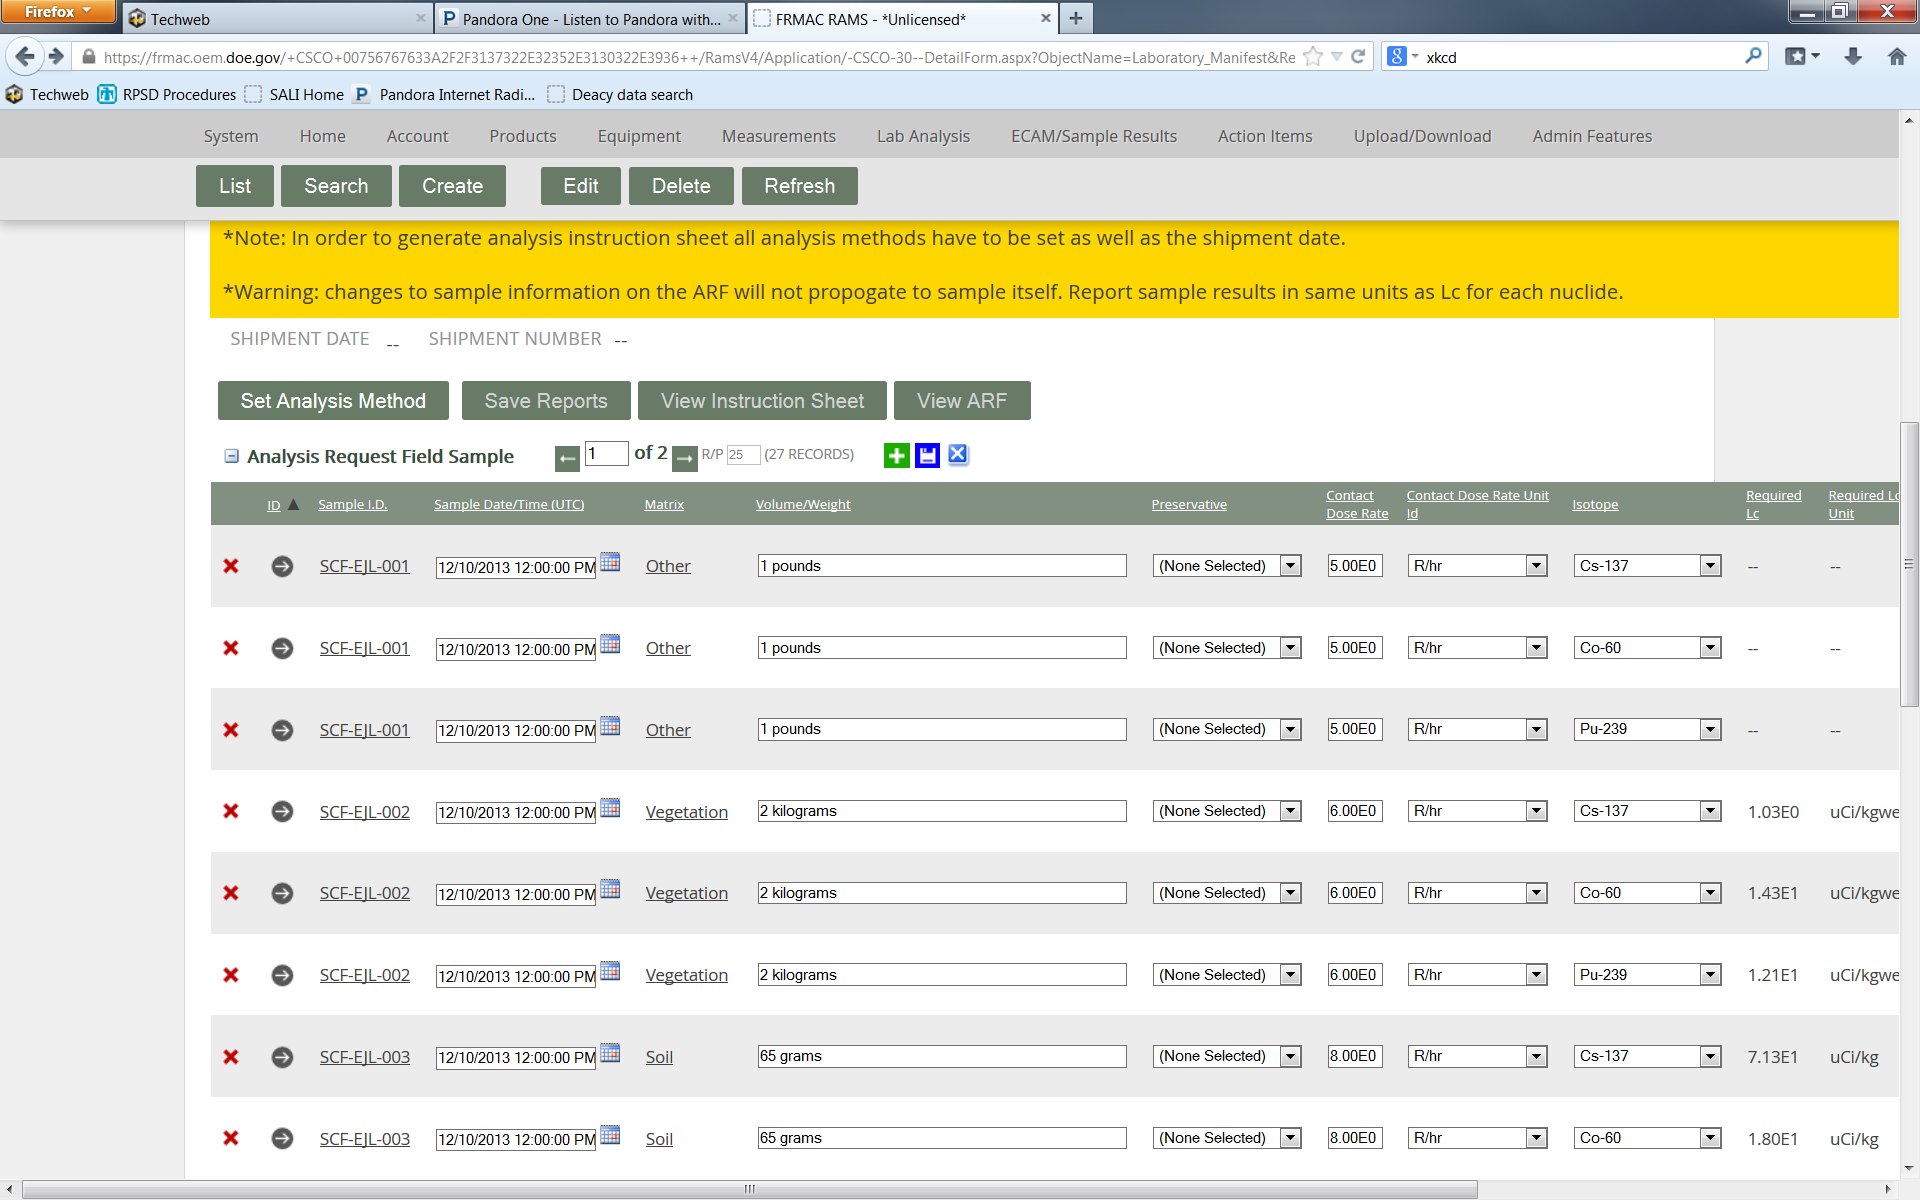 Firefox
Techweb
Pandora One - Listen to Pandora with...
FRMAC RAMS - *Unlicensed*
https://frmac.oem.doe.gov/+CSCO+00756767633A2F2F3137322E32352E3130322E3936++/RamsV4/Application/-CSCO-30--DetailForm.aspx?ObjectName=Laboratory_Manifest&Re
xkcd
Techweb RPSD Procedures SALI Home Pandora Internet Radi... Deacy data search
System Home Account Products Equipment Measurements Lab Analysis ECAM/Sample Results Action Items Upload/Download Admin Features
List Search Create Edit Delete Refresh
*Note: In order to generate analysis instruction sheet all analysis methods have to be set as well as the shipment date.
*Warning: changes to sample information on the ARF will not propogate to sample itself. Report sample results in same units as Lc for each nuclide.
SHIPMENT DATE -- SHIPMENT NUMBER --
Set Analysis Method Save Reports View Instruction Sheet View ARF
Analysis Request Field Sample 1 of 2 R/P 25 (27 RECORDS)
ID Sample I.D. Sample Date/Time (UTC) Matrix Volume/Weight Preservative Contact Dose Rate Contact Dose Rate Unit Id Isotope Required Lc Required Lc Unit
SCF-EJL-001 12/10/2013 12:00:00 PM Other 1 pounds (None Selected) 5.00E0 R/hr Cs-137 -- --
SCF-EJL-001 12/10/2013 12:00:00 PM Other 1 pounds (None Selected) 5.00E0 R/hr Co-60 -- --
SCF-EJL-001 12/10/2013 12:00:00 PM Other 1 pounds (None Selected) 5.00E0 R/hr Pu-239 -- --
SCF-EJL-002 12/10/2013 12:00:00 PM Vegetation 2 kilograms (None Selected) 6.00E0 R/hr Cs-137 1.03E0 uCi/kgwe
SCF-EJL-002 12/10/2013 12:00:00 PM Vegetation 2 kilograms (None Selected) 6.00E0 R/hr Co-60 1.43E1 uCi/kgwe
SCF-EJL-002 12/10/2013 12:00:00 PM Vegetation 2 kilograms (None Selected) 6.00E0 R/hr Pu-239 1.21E1 uCi/kgwe
SCF-EJL-003 12/10/2013 12:00:00 PM Soil 65 grams (None Selected) 8.00E0 R/hr Cs-137 7.13E1 uCi/kg
SCF-EJL-003 12/10/2013 12:00:00 PM Soil 65 grams (None Selected) 8.00E0 R/hr Co-60 1.80E1 uCi/kg